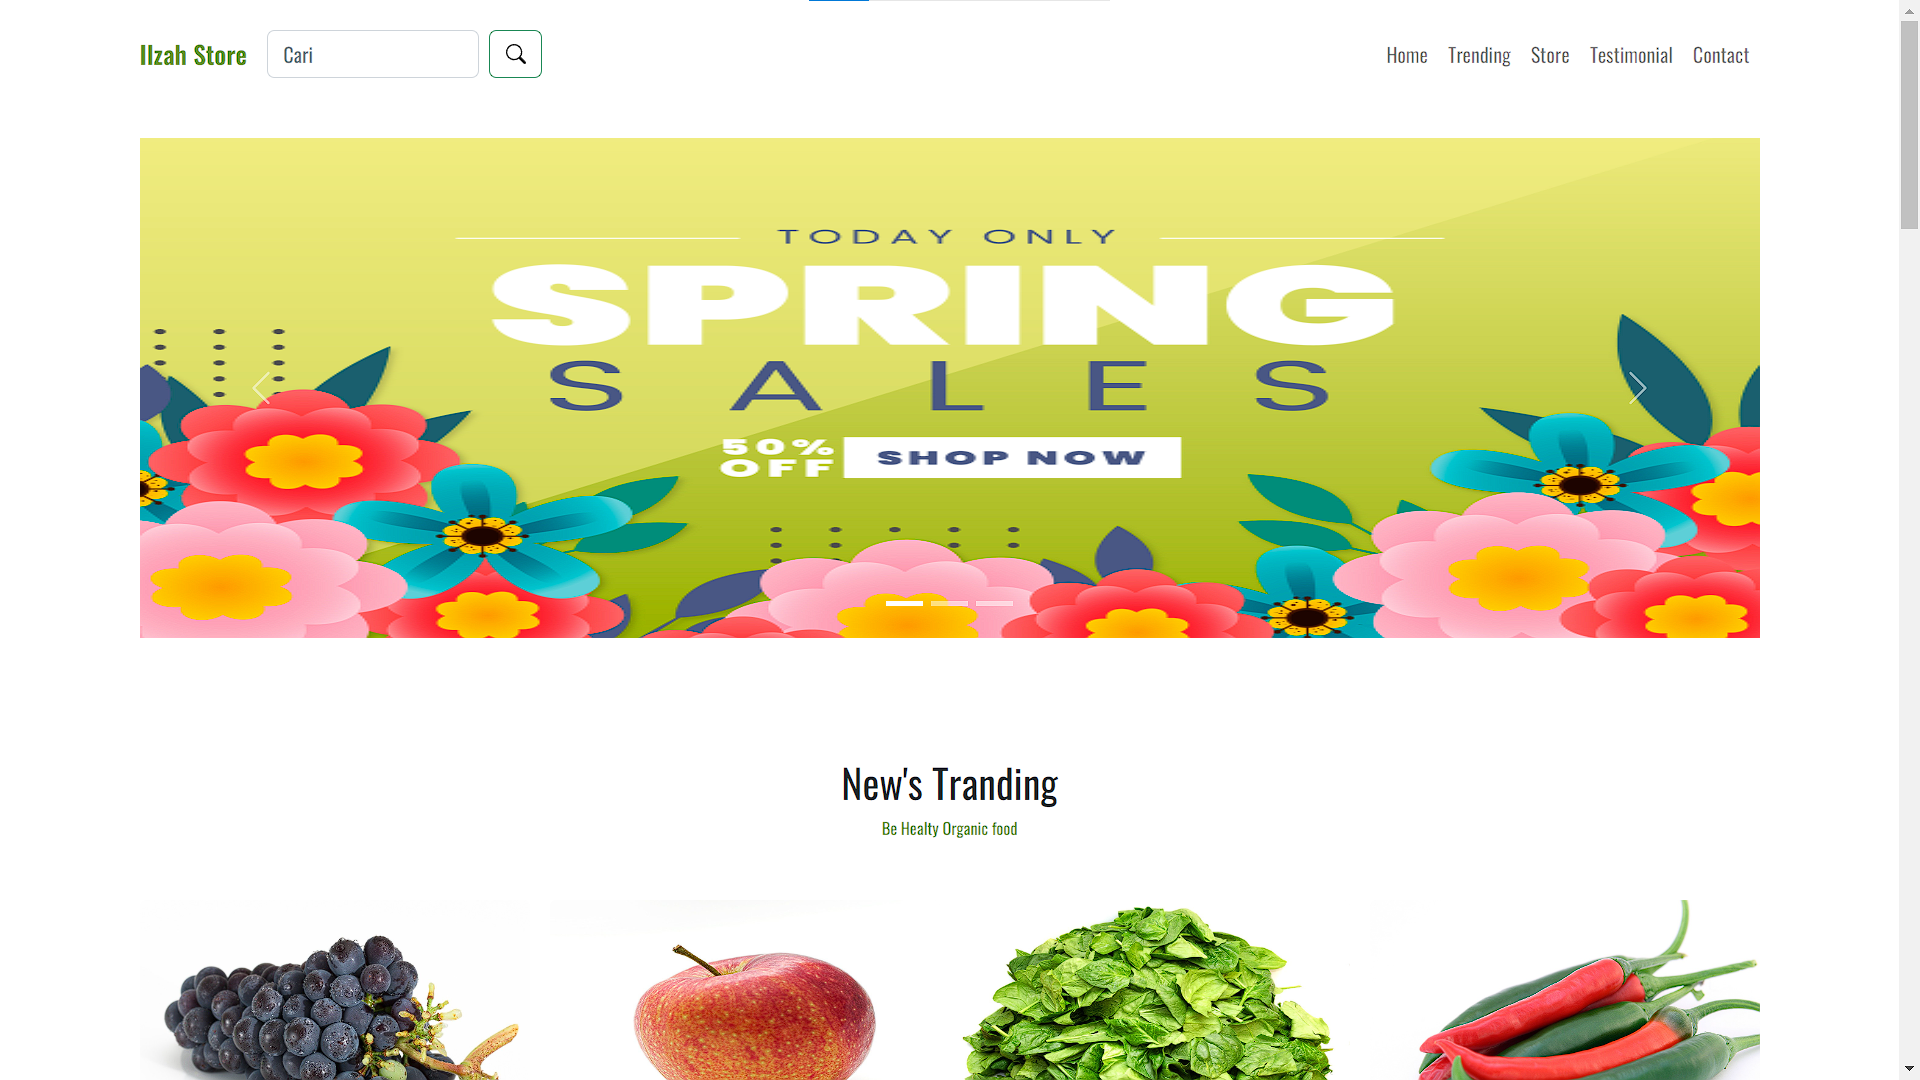 Ilzah Store
Cari
Home Trending Store Testimonial Contact
TODAY ONLY
SPRING
SALES
50%
OFF
SHOP NOW
New's Tranding
Be Healty Organic food